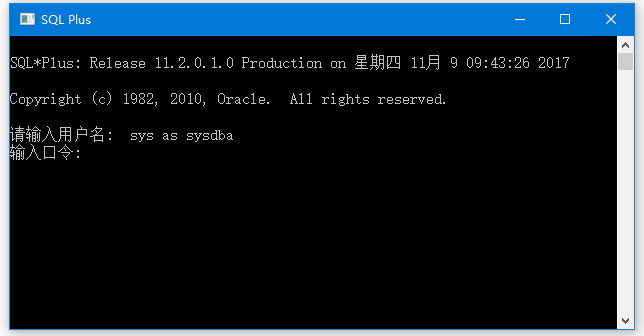 SQL Plus
SQL*Plus: Release 11.2.0.1.0 Production on 星期四 11月 9 09:43:26 2017
Copyright (c) 1982, 2010, Oracle.  All rights reserved.
请输入用户名:  sys as sysdba
输入口令: